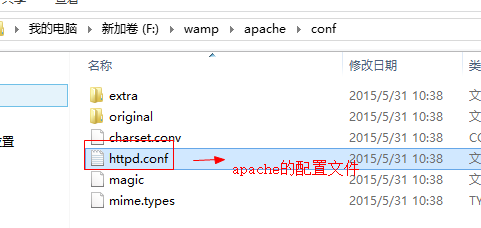 我的电脑 新加卷 (F:) wamp apache conf
名称 修改日期
extra 2015/5/31 10:38 文
original 2015/5/31 10:38 文
charset.conv 2015/5/31 10:38
httpd.conf 2015/5/31 10:38 文
apache的配置文件
magic 2015/5/31 10:38 文
mime.types 2015/5/31 10:38 TY